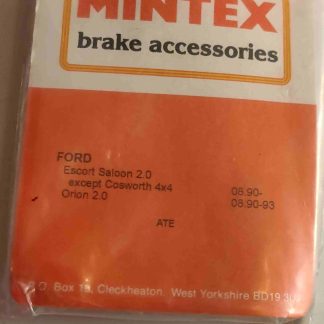 MINTEX
brake accessories
FORD
Escort Saloon 2.0
except Cosworth 4x4 08.90-
Orion 2.0 08.90-93
ATE
P.O. Box 18, Cleckheaton, West Yorkshire BD19